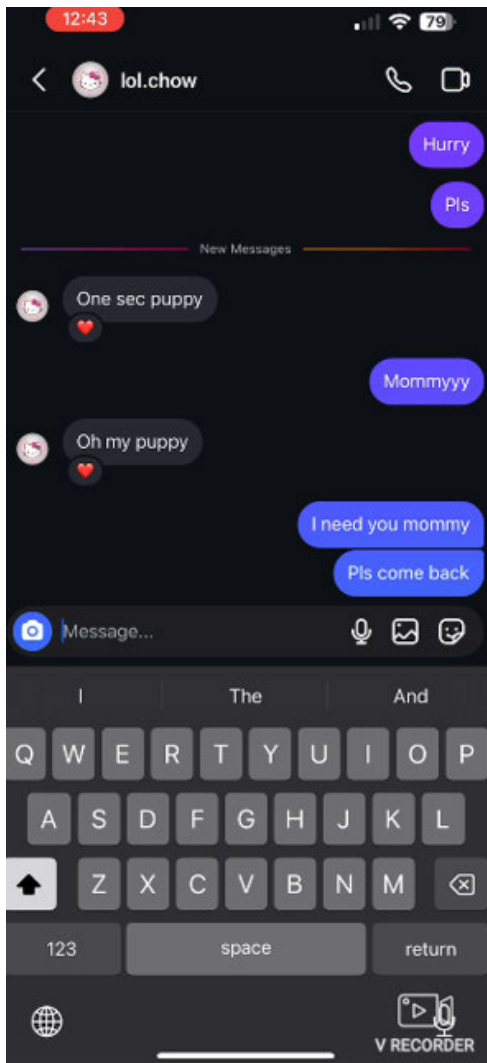 12:43
79
lol.chow
Hurry
Pls
New Messages
One sec puppy
Mommyyy
Oh my puppy
I need you mommy
Pls come back
Message...
I The And
Q W E R T Y U I O P
A S D F G H J K L
Z X C V B N M
123 space return
V RECORDER